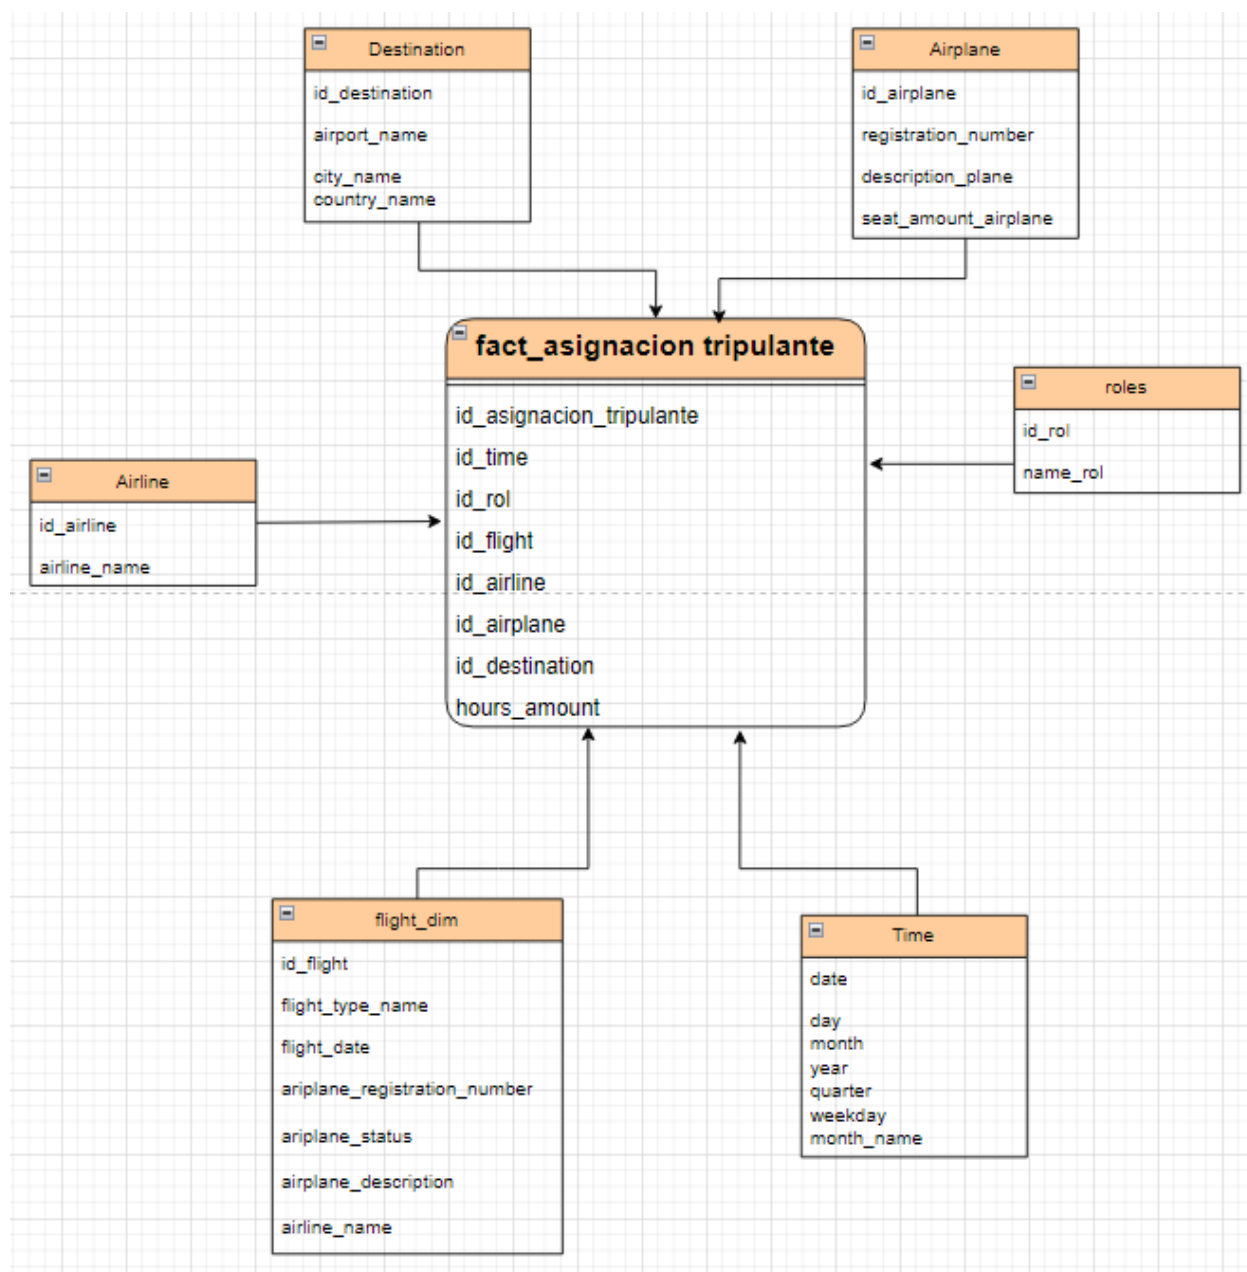 Destination
id_destination
airport_name
city_name
country_name
Airplane
id_airplane
registration_number
description_plane
seat_amount_airplane
fact_asignacion tripulante
id_asignacion_tripulante
id_time
id_rol
id_flight
id_airline
id_airplane
id_destination
hours_amount
roles
id_rol
name_rol
Airline
id_airline
airline_name
flight_dim
id_flight
flight_type_name
flight_date
ariplane_registration_number
ariplane_status
airplane_description
airline_name
Time
date
day
month
year
quarter
weekday
month_name